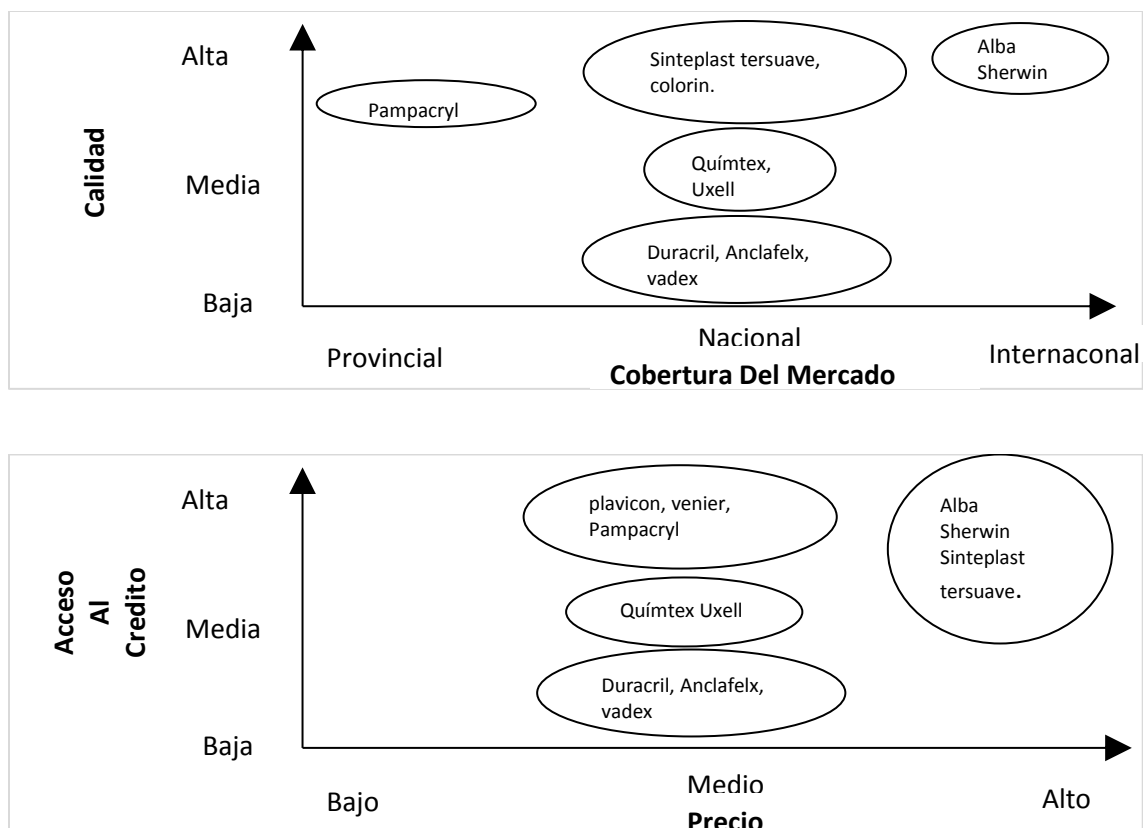 Alta
Sinteplast tersuave,
colorin.
Alba
Sherwin
Pampacryl
Calidad
Media
Químtex,
Uxell
Duracril, Anclafelx,
vadex
Baja
Provincial
Nacional
Internaconal
Cobertura Del Mercado
Alta
plavicon, venier,
Pampacryl
Alba
Sherwin
Sinteplast
tersuave.
Acceso
Al
Credito
Media
Químtex Uxell
Duracril, Anclafelx,
vadex
Baja
Bajo
Medio
Alto
Precio